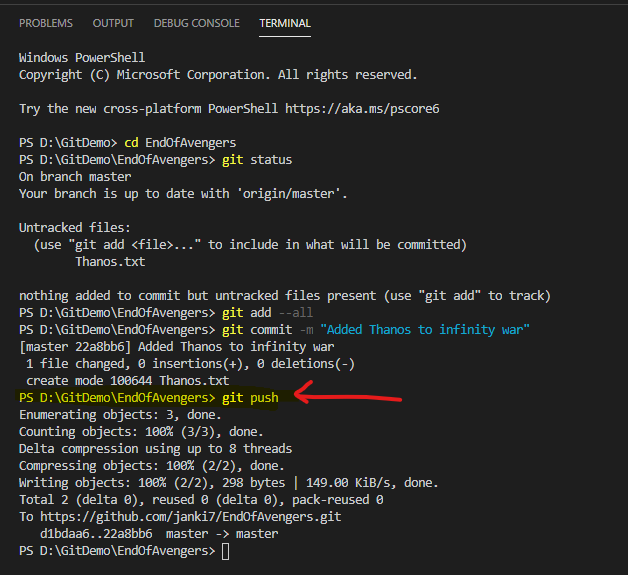 PROBLEMS OUTPUT DEBUG CONSOLE TERMINAL
Windows PowerShell
Copyright (C) Microsoft Corporation. All rights reserved.
Try the new cross-platform PowerShell https://aka.ms/pscore6
PS D:\GitDemo> cd EndOfAvengers
PS D:\GitDemo\EndOfAvengers> git status
On branch master
Your branch is up to date with 'origin/master'.
Untracked files:
(use "git add <file>..." to include in what will be committed)
Thanos.txt
nothing added to commit but untracked files present (use "git add" to track)
PS D:\GitDemo\EndOfAvengers> git add --all
PS D:\GitDemo\EndOfAvengers> git commit -m "Added Thanos to infinity war"
[master 22a8bb6] Added Thanos to infinity war
1 file changed, 0 insertions(+), 0 deletions(-)
create mode 100644 Thanos.txt
PS D:\GitDemo\EndOfAvengers> git push
Enumerating objects: 3, done.
Counting objects: 100% (3/3), done.
Delta compression using up to 8 threads
Compressing objects: 100% (2/2), done.
Writing objects: 100% (2/2), 298 bytes | 149.00 KiB/s, done.
Total 2 (delta 0), reused 0 (delta 0), pack-reused 0
To https://github.com/janki7/EndOfAvengers.git
d1bdaa6..22a8bb6 master -> master
PS D:\GitDemo\EndOfAvengers>